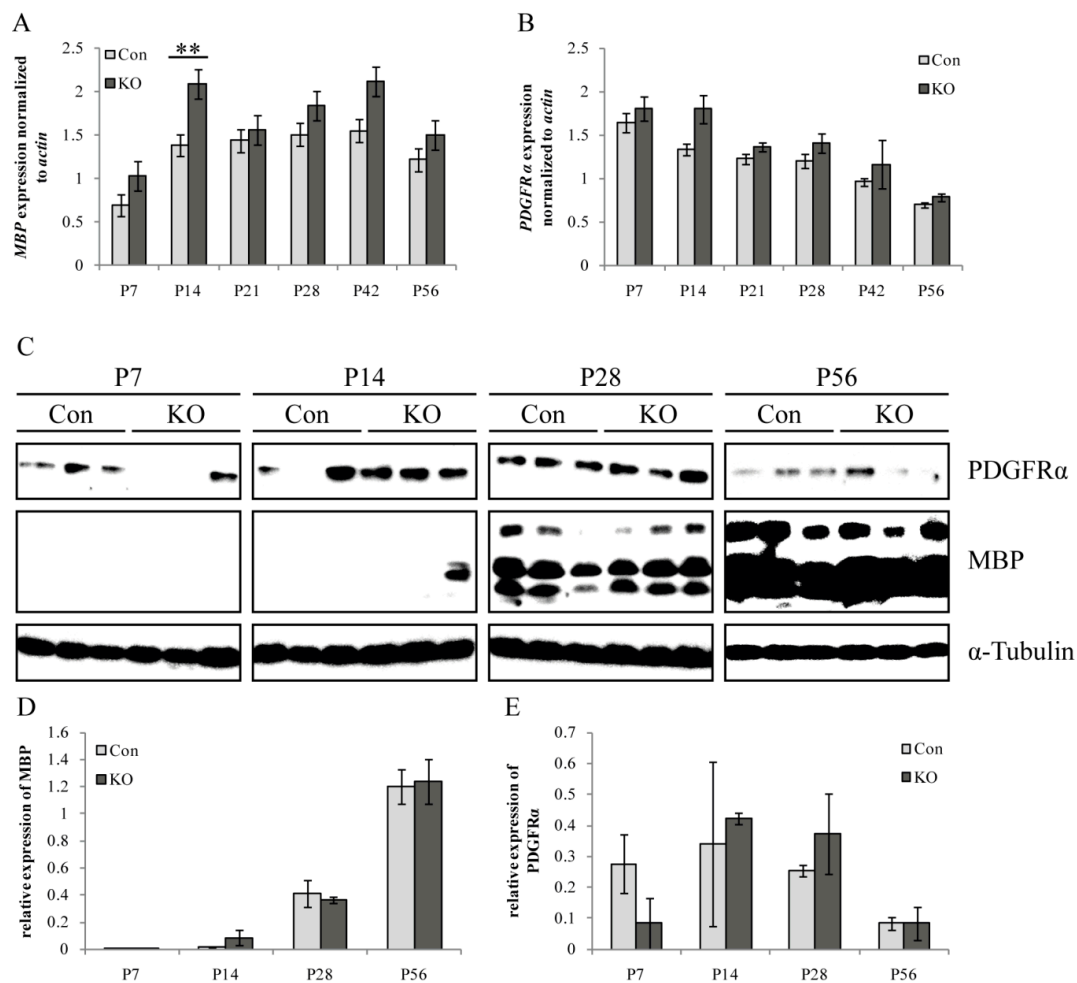 A
MBP expression normalized
to actin
2.5
2
1.5
1
0.5
0
Con
KO
**
P7 P14 P21 P28 P42 P56
B
PDGFR α expression
normalized to actin
2.5
2
1.5
1
0.5
0
Con
KO
P7 P14 P21 P28 P42 P56
C
P7 P14 P28 P56
Con KO Con KO Con KO Con KO
PDGFRα
MBP
α-Tubulin
D
relative expression of MBP
1.6
1.4
1.2
1
0.8
0.6
0.4
0.2
0
Con
KO
P7 P14 P28 P56
E
relative expression of
PDGFRα
0.7
0.6
0.5
0.4
0.3
0.2
0.1
0
Con
KO
P7 P14 P28 P56